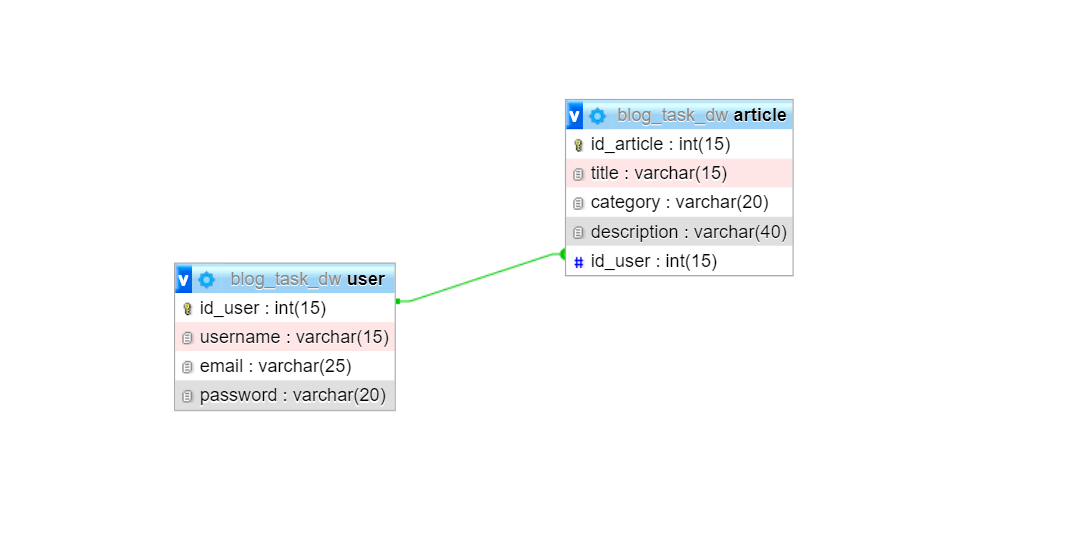 v blog_task_dw article
id_article : int(15)
title : varchar(15)
category : varchar(20)
description : varchar(40)
# id_user : int(15)
v blog_task_dw user
id_user : int(15)
username : varchar(15)
email : varchar(25)
password : varchar(20)